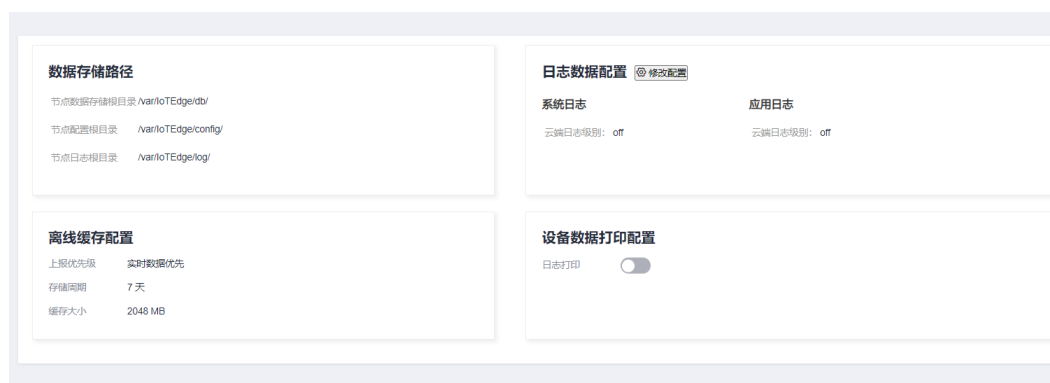 数据存储路径
节点数据存储根目录 /var/IoTEdge/db/
节点配置根目录 /var/IoTEdge/config/
节点日志根目录 /var/IoTEdge/log/
日志数据配置 修改配置
系统日志 应用日志
云端日志级别： off 云端日志级别： off
离线缓存配置
上报优先级 实时数据优先
存储周期 7 天
缓存大小 2048 MB
设备数据打印配置
日志打印